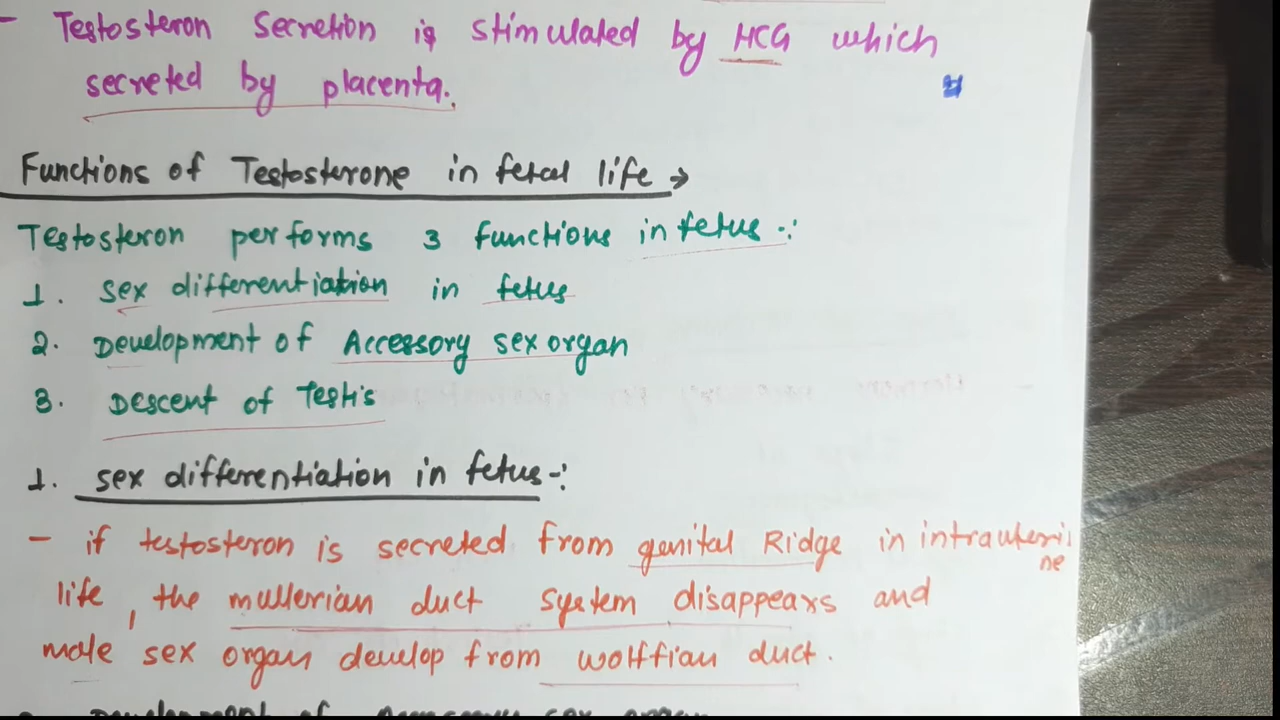 - Testosteron Secretion is stimulated by HCG which
secreted by placenta.
Functions of Testosterone in fetal life →
Testosteron performs 3 functions in fetus -:
1. sex differentiation in fetus
2. Development of Accessory sex organ
3. Descent of Testis
1. sex differentiation in fetus -:
- if testosteron is secreted from genital Ridge in intrauteri
ne
life, the mullerian duct system disappears and
male sex organ develop from wolffian duct.